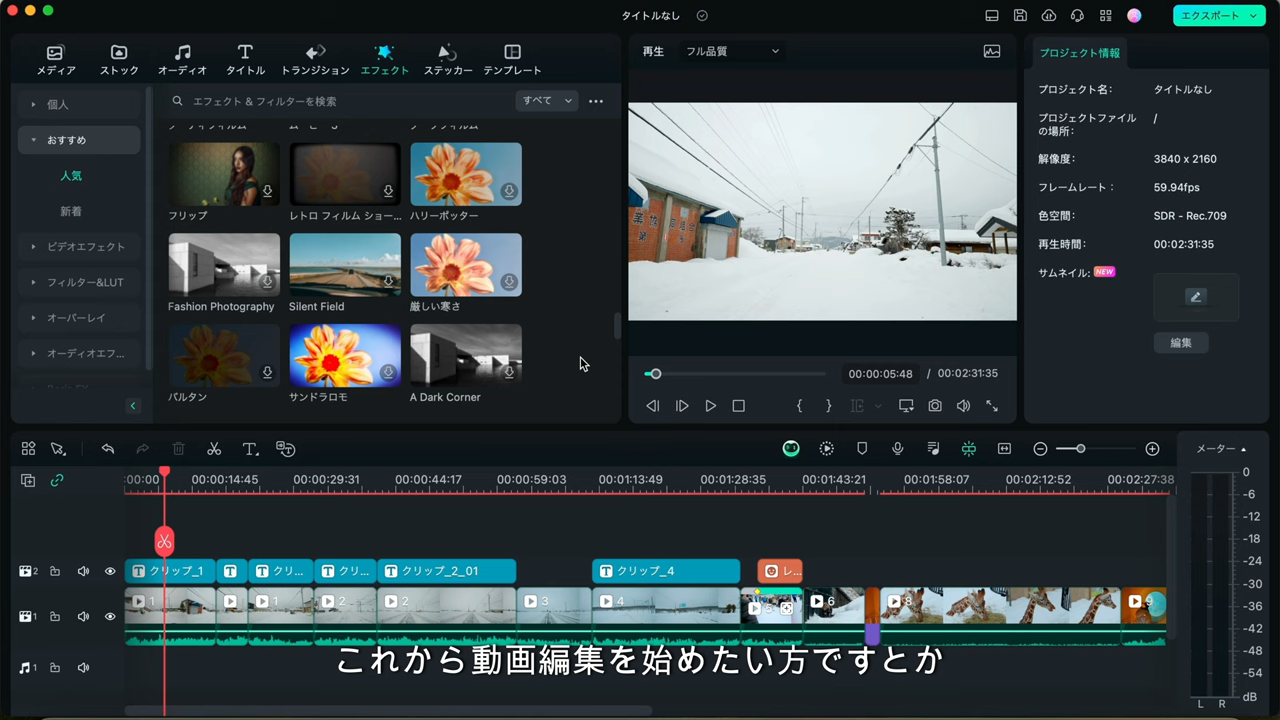 タイトルなし
エクスポート
メディア
ストック
オーディオ
タイトル
トランジション
エフェクト
ステッカー
テンプレート
個人
おすすめ
人気
新着
ビデオエフェクト
フィルター&LUT
オーバーレイ
オーディオエフ...
エフェクト & フィルターを検索
すべて
フリップ
レトロ フィルム ショー...
ハリーポッター
Fashion Photography
Silent Field
厳しい寒さ
バルタン
サンドラロモ
A Dark Corner
再生
フル品質
00:00:05:48 / 00:02:31:35
プロジェクト情報
プロジェクト名: タイトルなし
プロジェクトファイル
の場所: /
解像度: 3840 x 2160
フレームレート: 59.94fps
色空間: SDR - Rec.709
再生時間: 00:02:31:35
サムネイル: NEW
編集
メーター
:00:00 00:00:14:45 00:00:29:31 00:00:44:17 00:00:59:03 00:01:13:49 00:01:28:35 00:01:43:21 00:01:58:07 00:02:12:52 00:02:27:38
2 クリップ_1 クリ... クリ... クリップ_2_01 クリップ_4 レ...
1 1 1 2 2 3 4 6 8 9
1
0
-6
-12
-18
-24
-30
-36
-42
-48
-54
dB
L R
これから動画編集を始めたい方ですとか